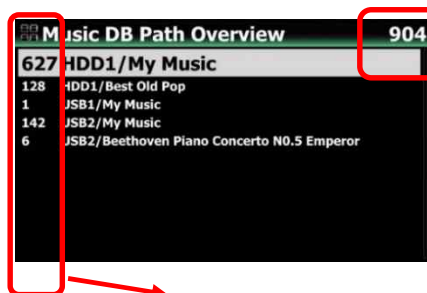 Music DB Path Overview 904
627 HDD1/My Music
128 HDD1/Best Old Pop
1 USB1/My Music
142 USB2/My Music
6 USB2/Beethoven Piano Concerto N0.5 Emperor